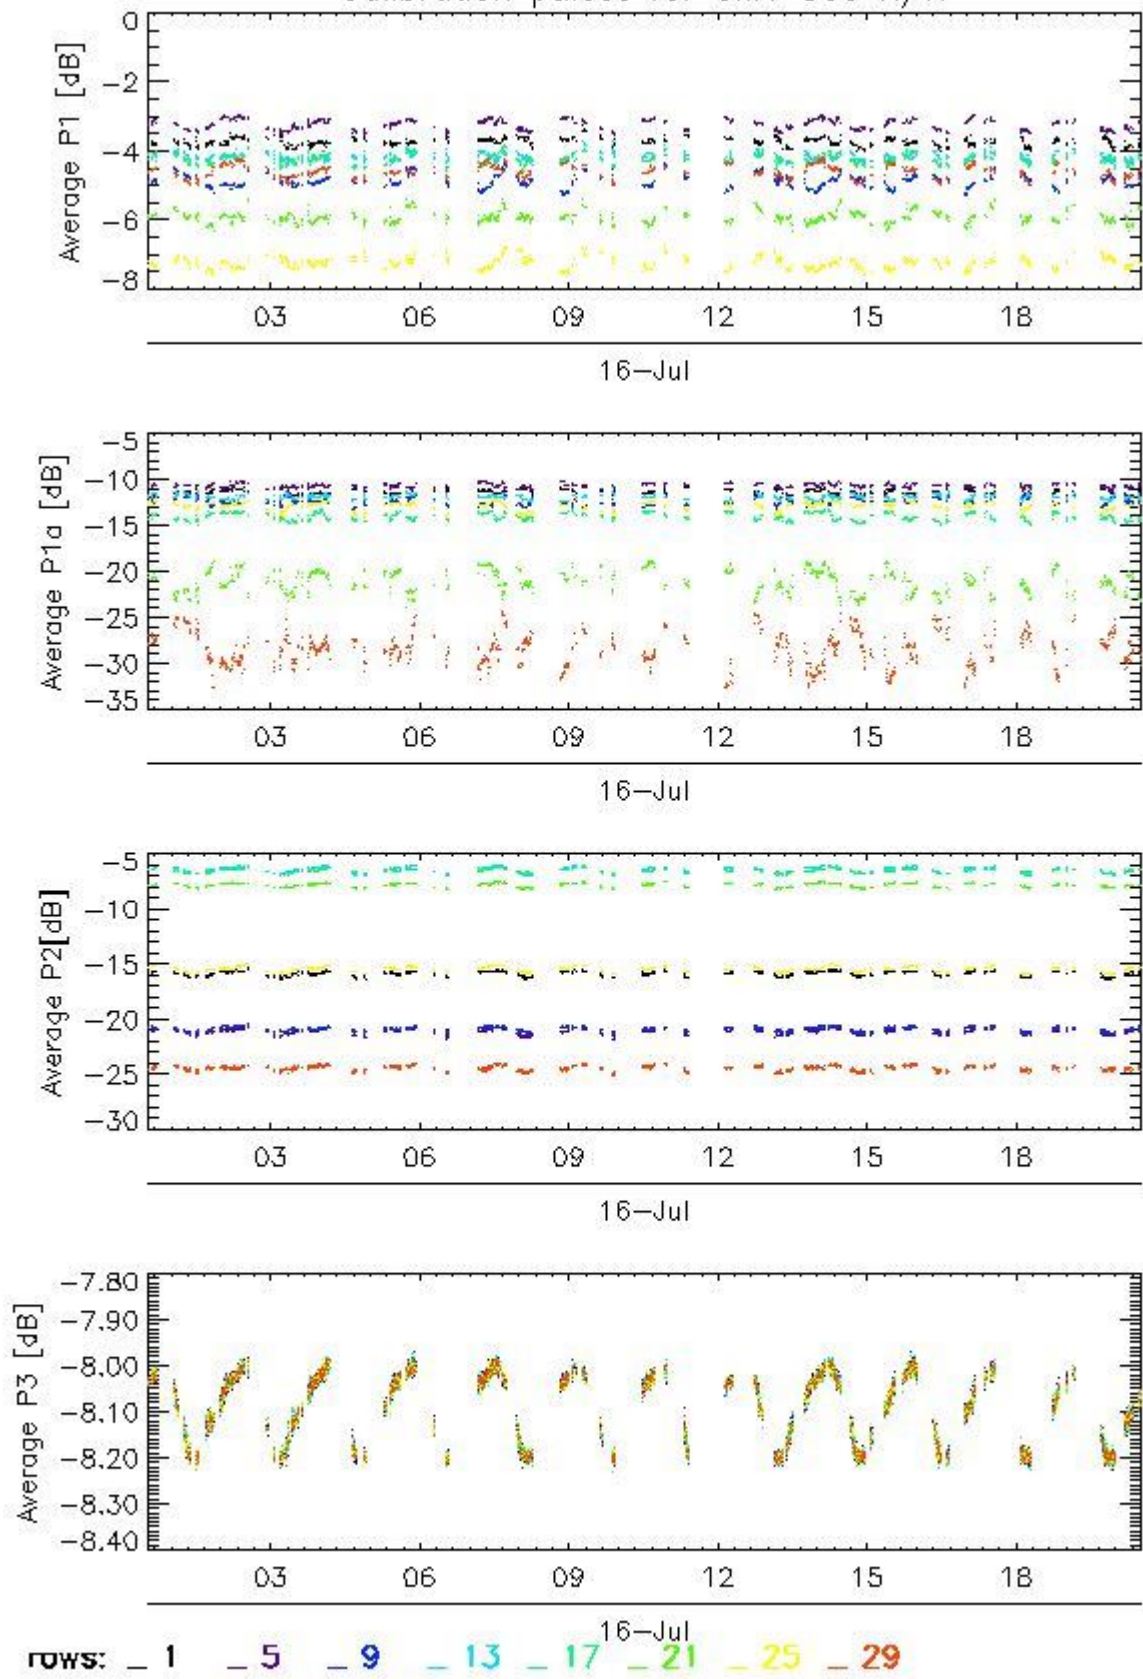 0
-2
-4
-6
-8
Average P1 [dB]
03 06 09 12 15 18
16-Jul
-5
-10
-15
-20
-25
-30
-35
Average P1a [dB]
03 06 09 12 15 18
16-Jul
-5
-10
-15
-20
-25
-30
Average P2[dB]
03 06 09 12 15 18
16-Jul
-7.80
-7.90
-8.00
-8.10
-8.20
-8.30
-8.40
Average P3 [dB]
03 06 09 12 15 18
16-Jul
rows: _ 1 _ 5 _ 9 _ 13 _ 17 _ 21 _ 25 _ 29